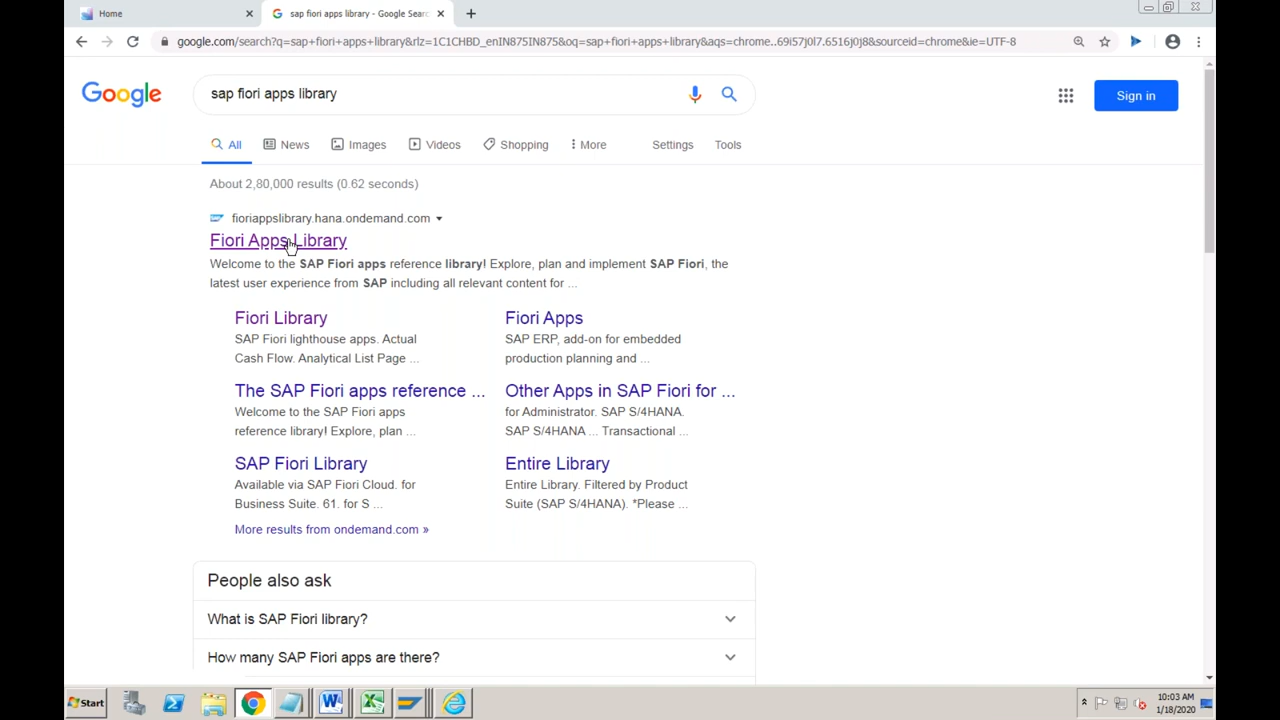 Home
sap fiori apps library - Google Searc
google.com/search?q=sap+fiori+apps+library&rlz=1C1CHBD_enIN875IN875&oq=sap+fiori+apps+library&aqs=chrome..69i57j0l7.6516j0j8&sourceid=chrome&ie=UTF-8
Google
sap fiori apps library
Sign in
All
News
Images
Videos
Shopping
More
Settings
Tools
About 2,80,000 results (0.62 seconds)
SAP
fioriappslibrary.hana.ondemand.com
Fiori Apps Library
Welcome to the SAP Fiori apps reference library! Explore, plan and implement SAP Fiori, the
latest user experience from SAP including all relevant content for ...
Fiori Library
SAP Fiori lighthouse apps. Actual
Cash Flow. Analytical List Page ...
Fiori Apps
SAP ERP, add-on for embedded
production planning and ...
The SAP Fiori apps reference ...
Welcome to the SAP Fiori apps
reference library! Explore, plan ...
Other Apps in SAP Fiori for ...
for Administrator. SAP S/4HANA.
SAP S/4HANA ... Transactional ...
SAP Fiori Library
Available via SAP Fiori Cloud. for
Business Suite. 61. for S ...
Entire Library
Entire Library. Filtered by Product
Suite (SAP S/4HANA). *Please ...
More results from ondemand.com »
People also ask
What is SAP Fiori library?
How many SAP Fiori apps are there?
Start
10:03 AM
1/18/2020